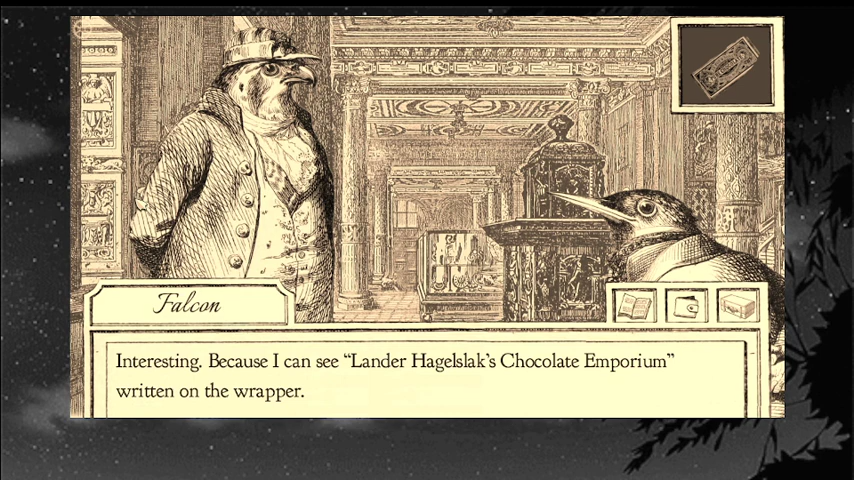 Falcon
Interesting. Because I can see “Lander Hagelslak’s Chocolate Emporium”
written on the wrapper.